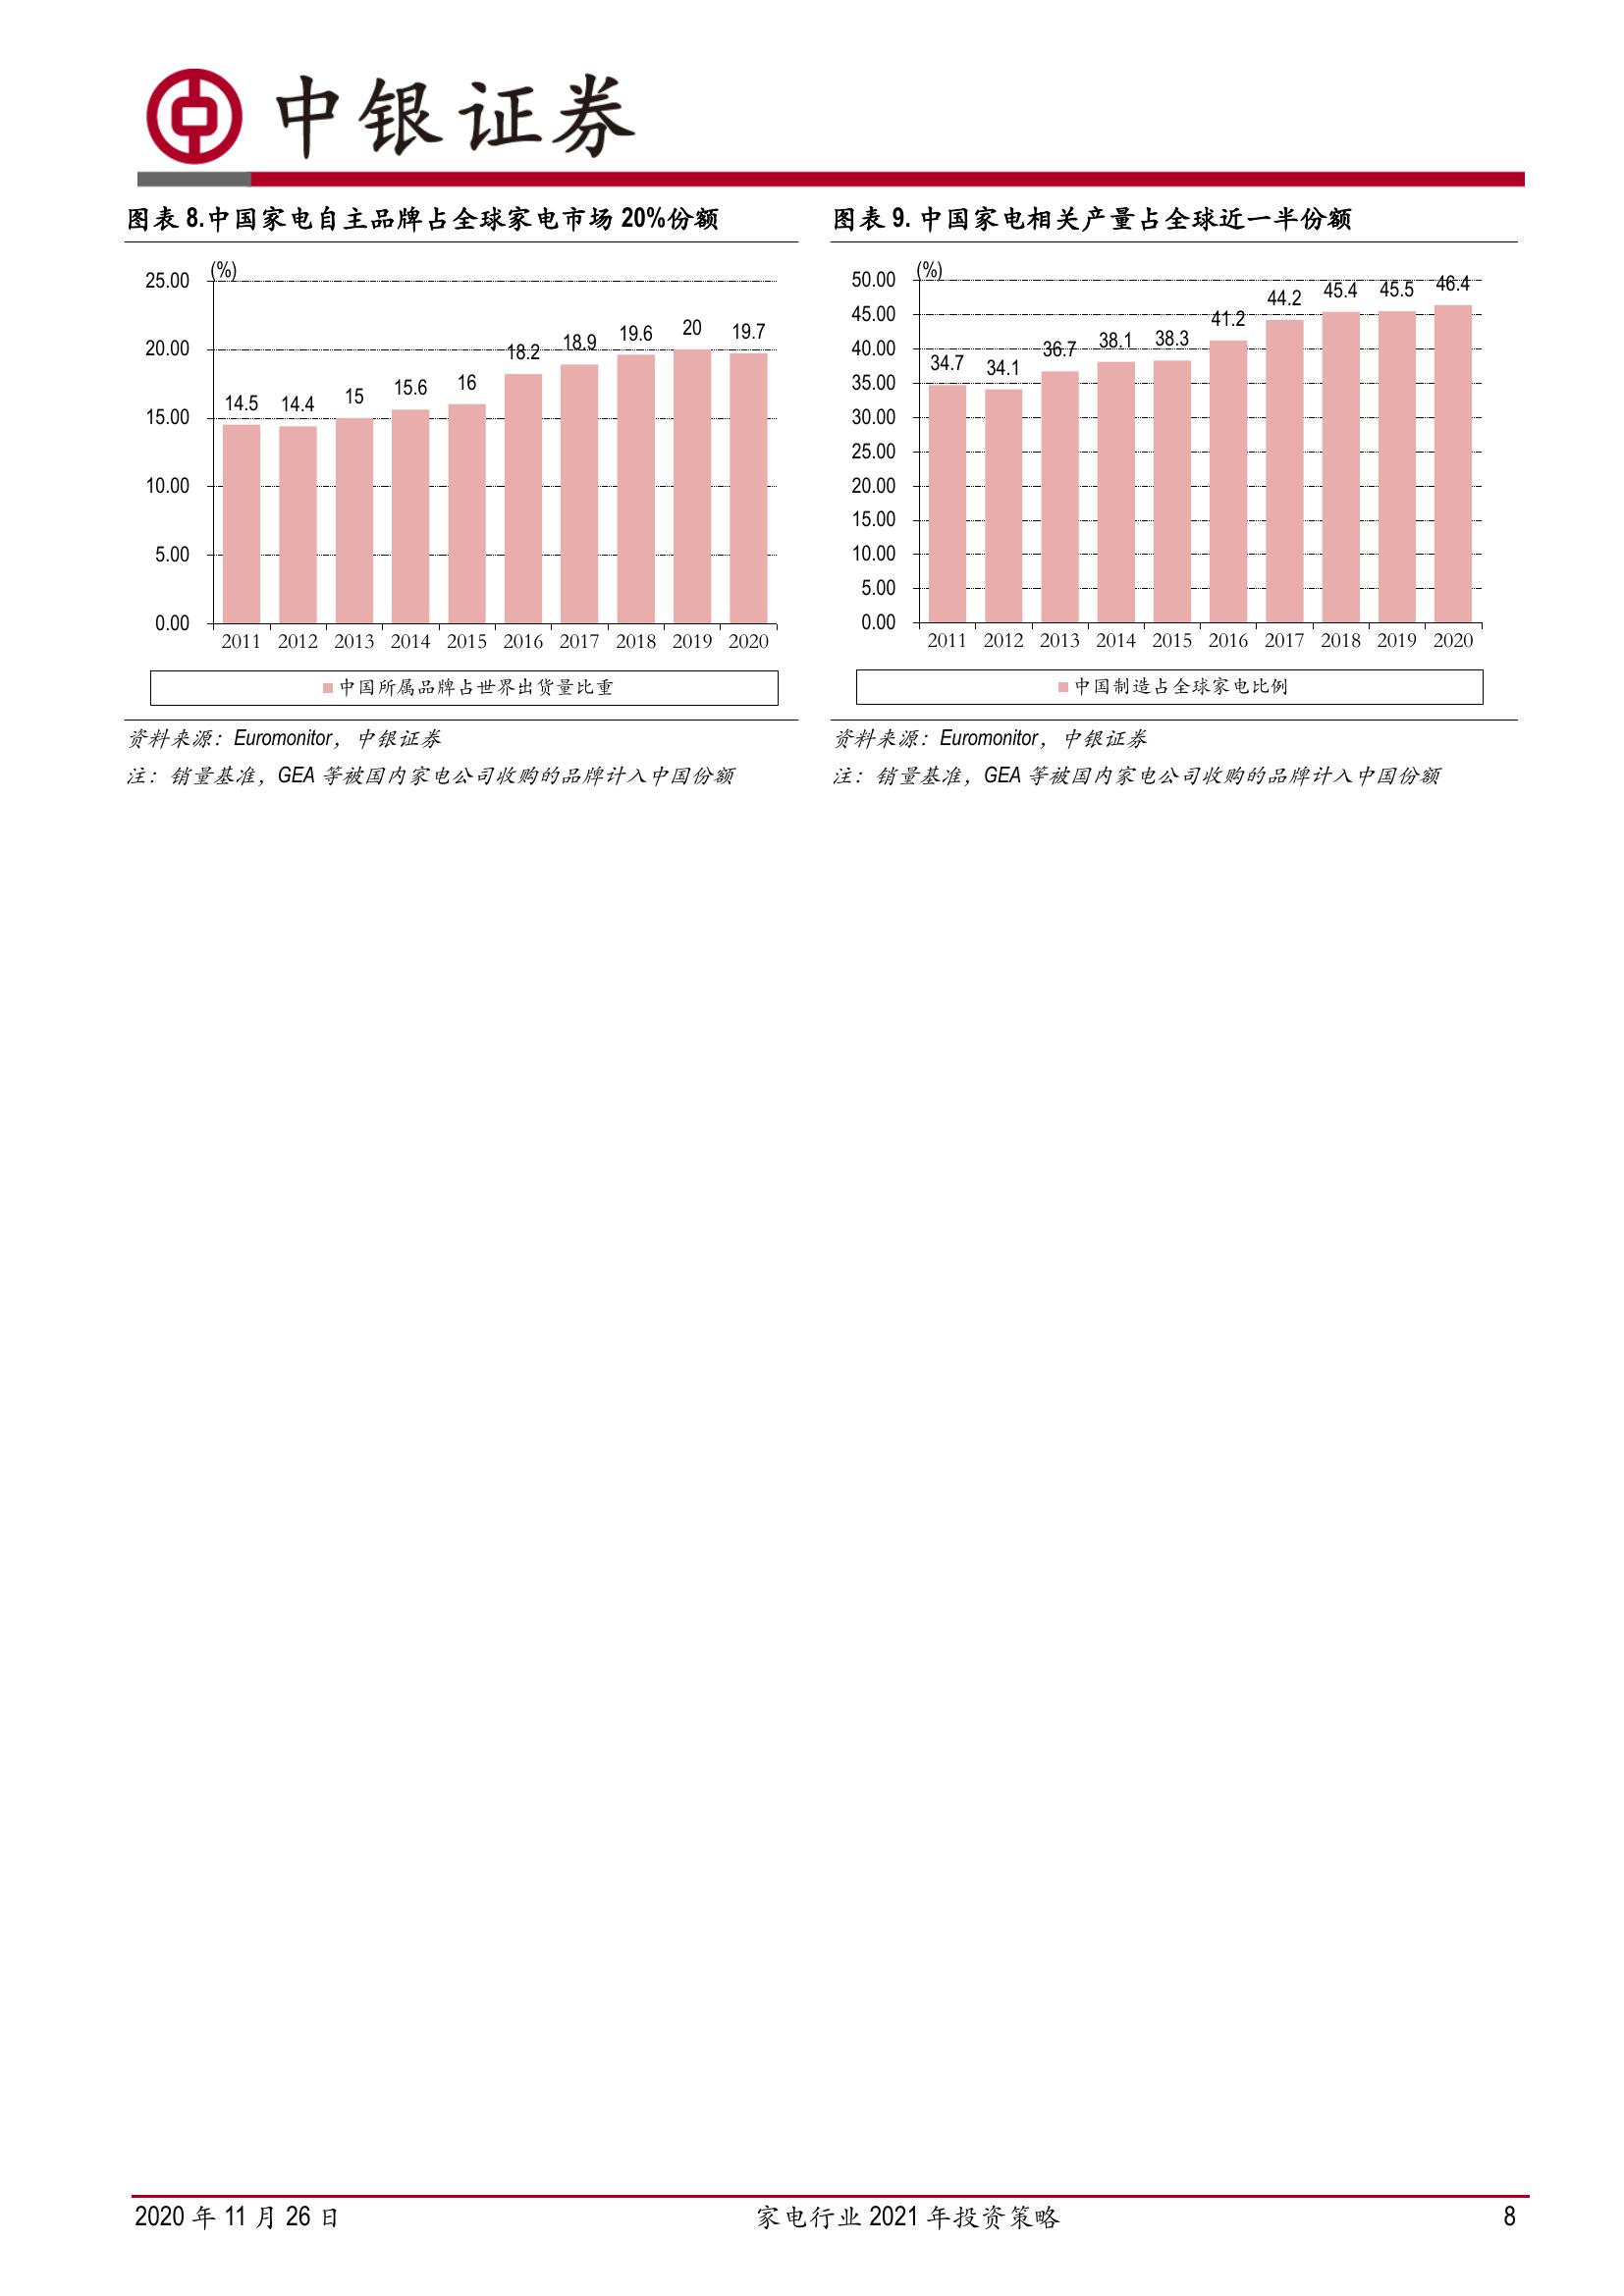 中银证券
图表 8.中国家电自主品牌占全球家电市场 20%份额
(%)
25.00
20.00
15.00
10.00
5.00
0.00
14.5 14.4 15 15.6 16 18.2 18.9 19.6 20 19.7
2011 2012 2013 2014 2015 2016 2017 2018 2019 2020
中国所属品牌占世界出货量比重
资料来源：Euromonitor，中银证券
注：销量基准，GEA 等被国内家电公司收购的品牌计入中国份额
图表 9. 中国家电相关产量占全球近一半份额
(%)
50.00
45.00
40.00
35.00
30.00
25.00
20.00
15.00
10.00
5.00
0.00
34.7 34.1 36.7 38.1 38.3 41.2 44.2 45.4 45.5 46.4
2011 2012 2013 2014 2015 2016 2017 2018 2019 2020
中国制造占全球家电比例
资料来源：Euromonitor，中银证券
注：销量基准，GEA 等被国内家电公司收购的品牌计入中国份额
2020 年 11 月 26 日 家电行业 2021 年投资策略 8